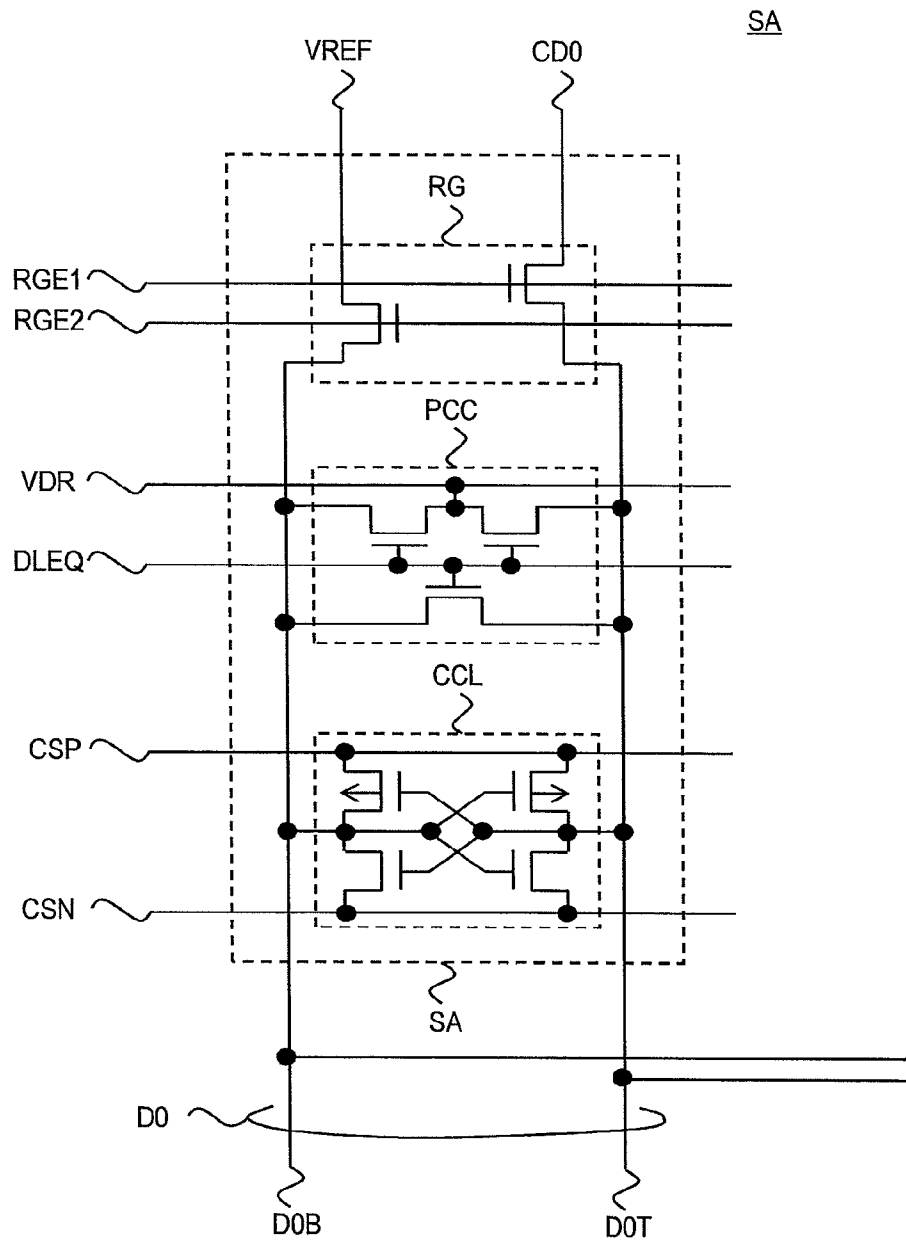 SA
VREF
CD0
RG
RGE1
RGE2
PCC
VDR
DLEQ
CCL
CSP
CSN
SA
D0
D0B
D0T